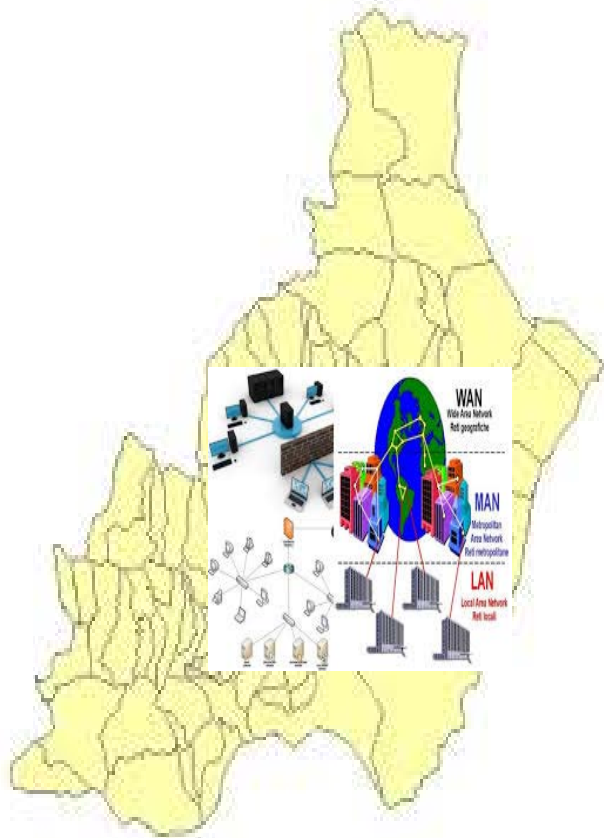 WAN
Wide Area Network
Reti geografiche
MAN
Metropolitan
Area Network
Reti metropolitane
LAN
Local Area Network
Reti locali